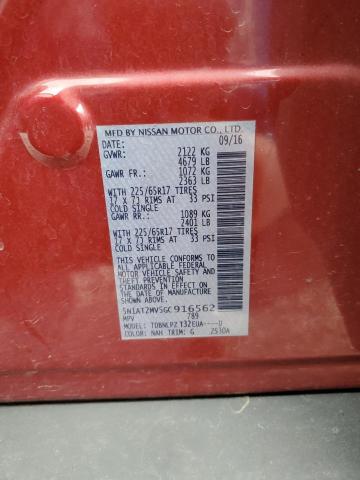 MFD BY NISSAN MOTOR CO., LTD.
DATE: 09/16
GVWR: 2122 KG
4679 LB
GAWR FR.: 1072 KG
2363 LB
WITH 225/65R17 TIRES
17 X 7J RIMS AT 33 PSI
COLD SINGLE
GAWR RR.: 1089 KG
2401 LB
WITH 225/65R17 TIRES
17 X 7J RIMS AT 33 PSI
COLD SINGLE
THIS VEHICLE CONFORMS TO
ALL APPLICABLE FEDERAL
MOTOR VEHICLE SAFETY
AND THEFT PREVENTION
STANDARDS IN EFFECT ON
THE DATE OF MANUFACTURE
SHOWN ABOVE.
5N1AT2MV5GC916562
MPV 789
MODEL: TDBNLPZ T32EUA----D
COLOR: NAH TRIM: G ZS30A